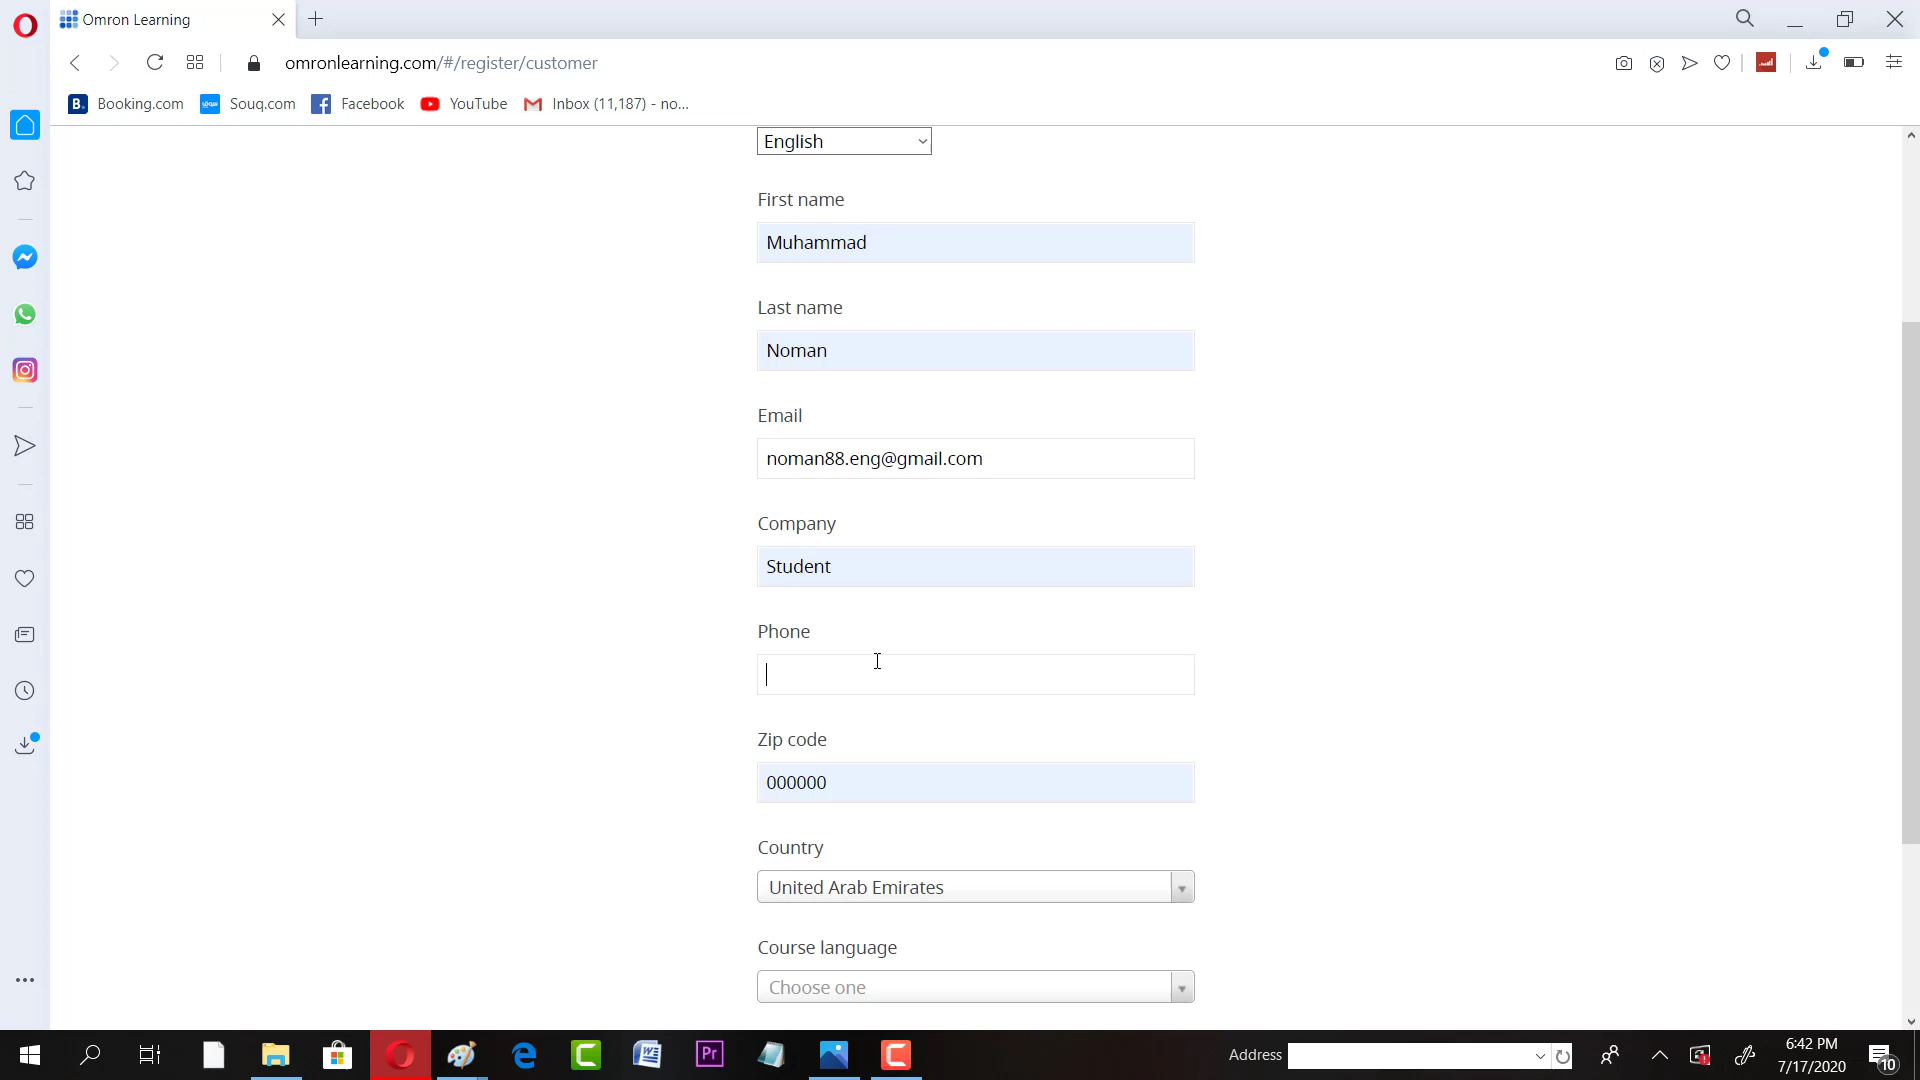 Omron Learning
omronlearning.com/#/register/customer
B. Booking.com Souq.com Facebook YouTube Inbox (11,187) - no...
English
First name
Muhammad
Last name
Noman
Email
noman88.eng@gmail.com
Company
Student
Phone
Zip code
000000
Country
United Arab Emirates
Course language
Choose one
Address
6:42 PM
7/17/2020
10
Pr